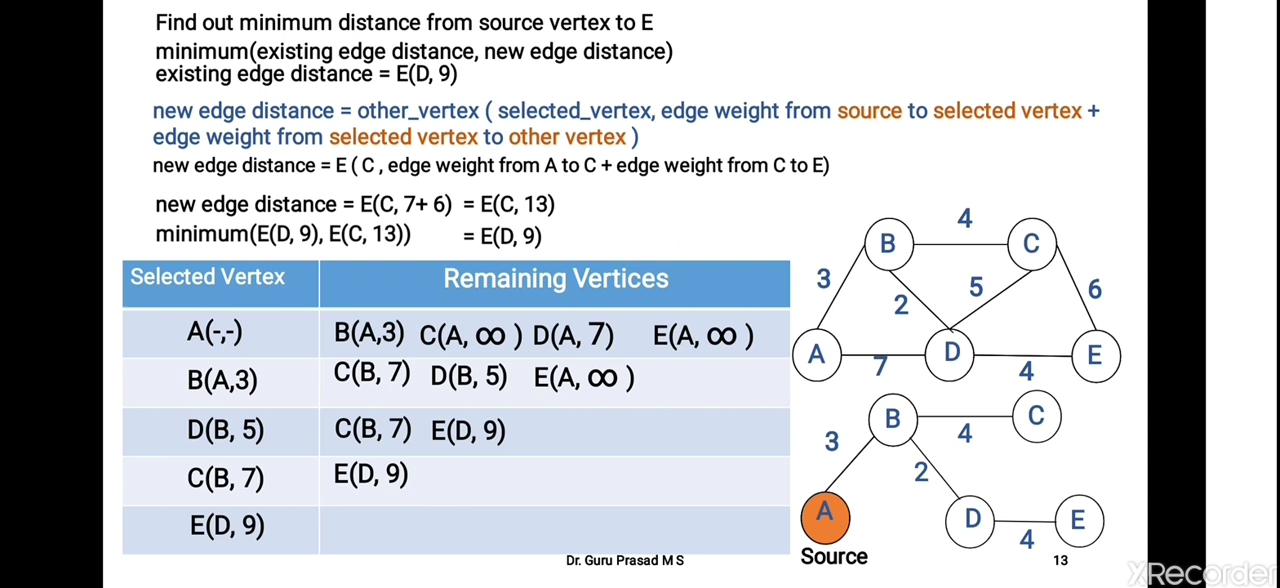 Find out minimum distance from source vertex to E
minimum(existing edge distance, new edge distance)
existing edge distance = E(D, 9)
new edge distance = other_vertex ( selected_vertex, edge weight from source to selected vertex +
edge weight from selected vertex to other vertex )
new edge distance = E ( C , edge weight from A to C + edge weight from C to E)
new edge distance = E(C, 7+ 6) = E(C, 13)
minimum(E(D, 9), E(C, 13)) = E(D, 9)
Selected Vertex Remaining Vertices
A(-,-) B(A,3) C(A, ∞ ) D(A, 7) E(A, ∞ )
B(A,3) C(B, 7) D(B, 5) E(A, ∞ )
D(B, 5) C(B, 7) E(D, 9)
C(B, 7) E(D, 9)
E(D, 9)
4
B C
3 5 6
2
A D E
7 4
B C
3 4
2
A D E
4
Source
Dr. Guru Prasad M S
13
XRecorder